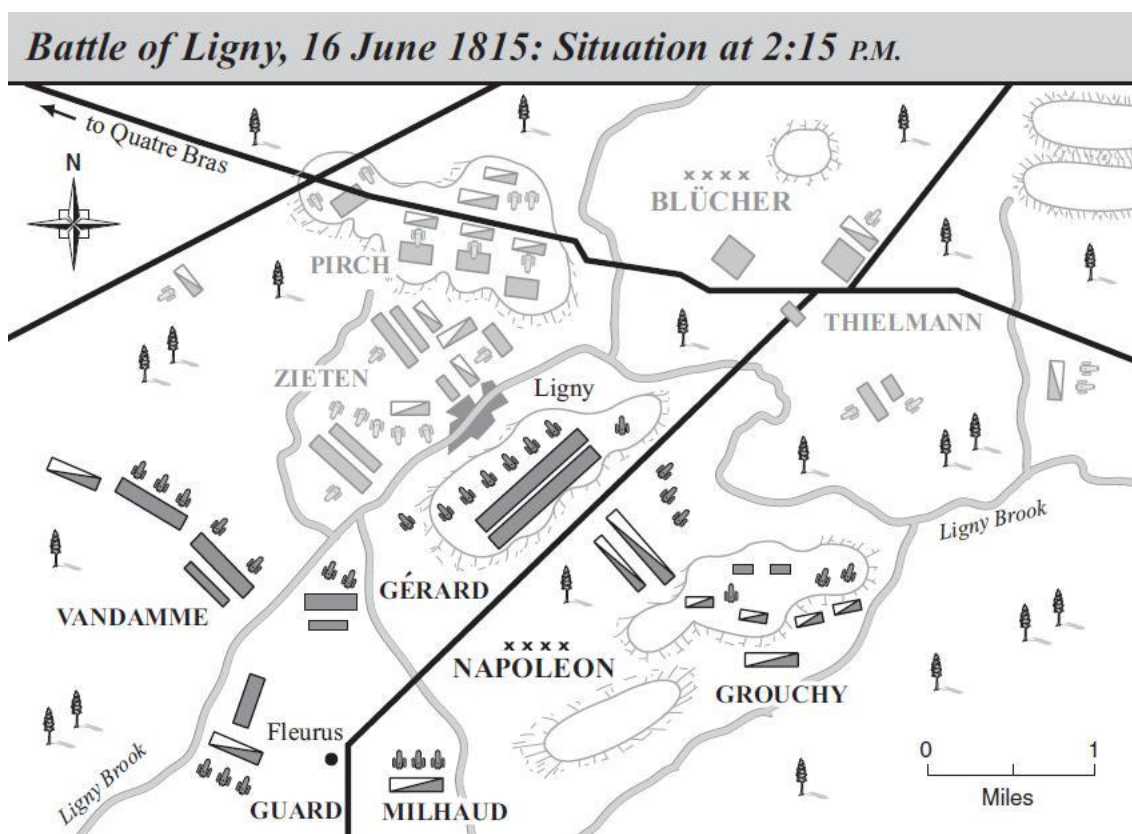 Battle of Ligny, 16 June 1815: Situation at 2:15 P.M.
to Quatre Bras
N
x x x x
BLÜCHER
PIRCH
THIELMANN
ZIETEN
Ligny
Ligny Brook
VANDAMME
GÉRARD
x x x x
NAPOLEON
GROUCHY
Fleurus
Ligny Brook
GUARD
MILHAUD
0 1
Miles